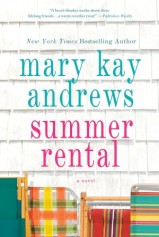 New York Times Bestselling Author
mary kay
andrews
summer
rental
a novel